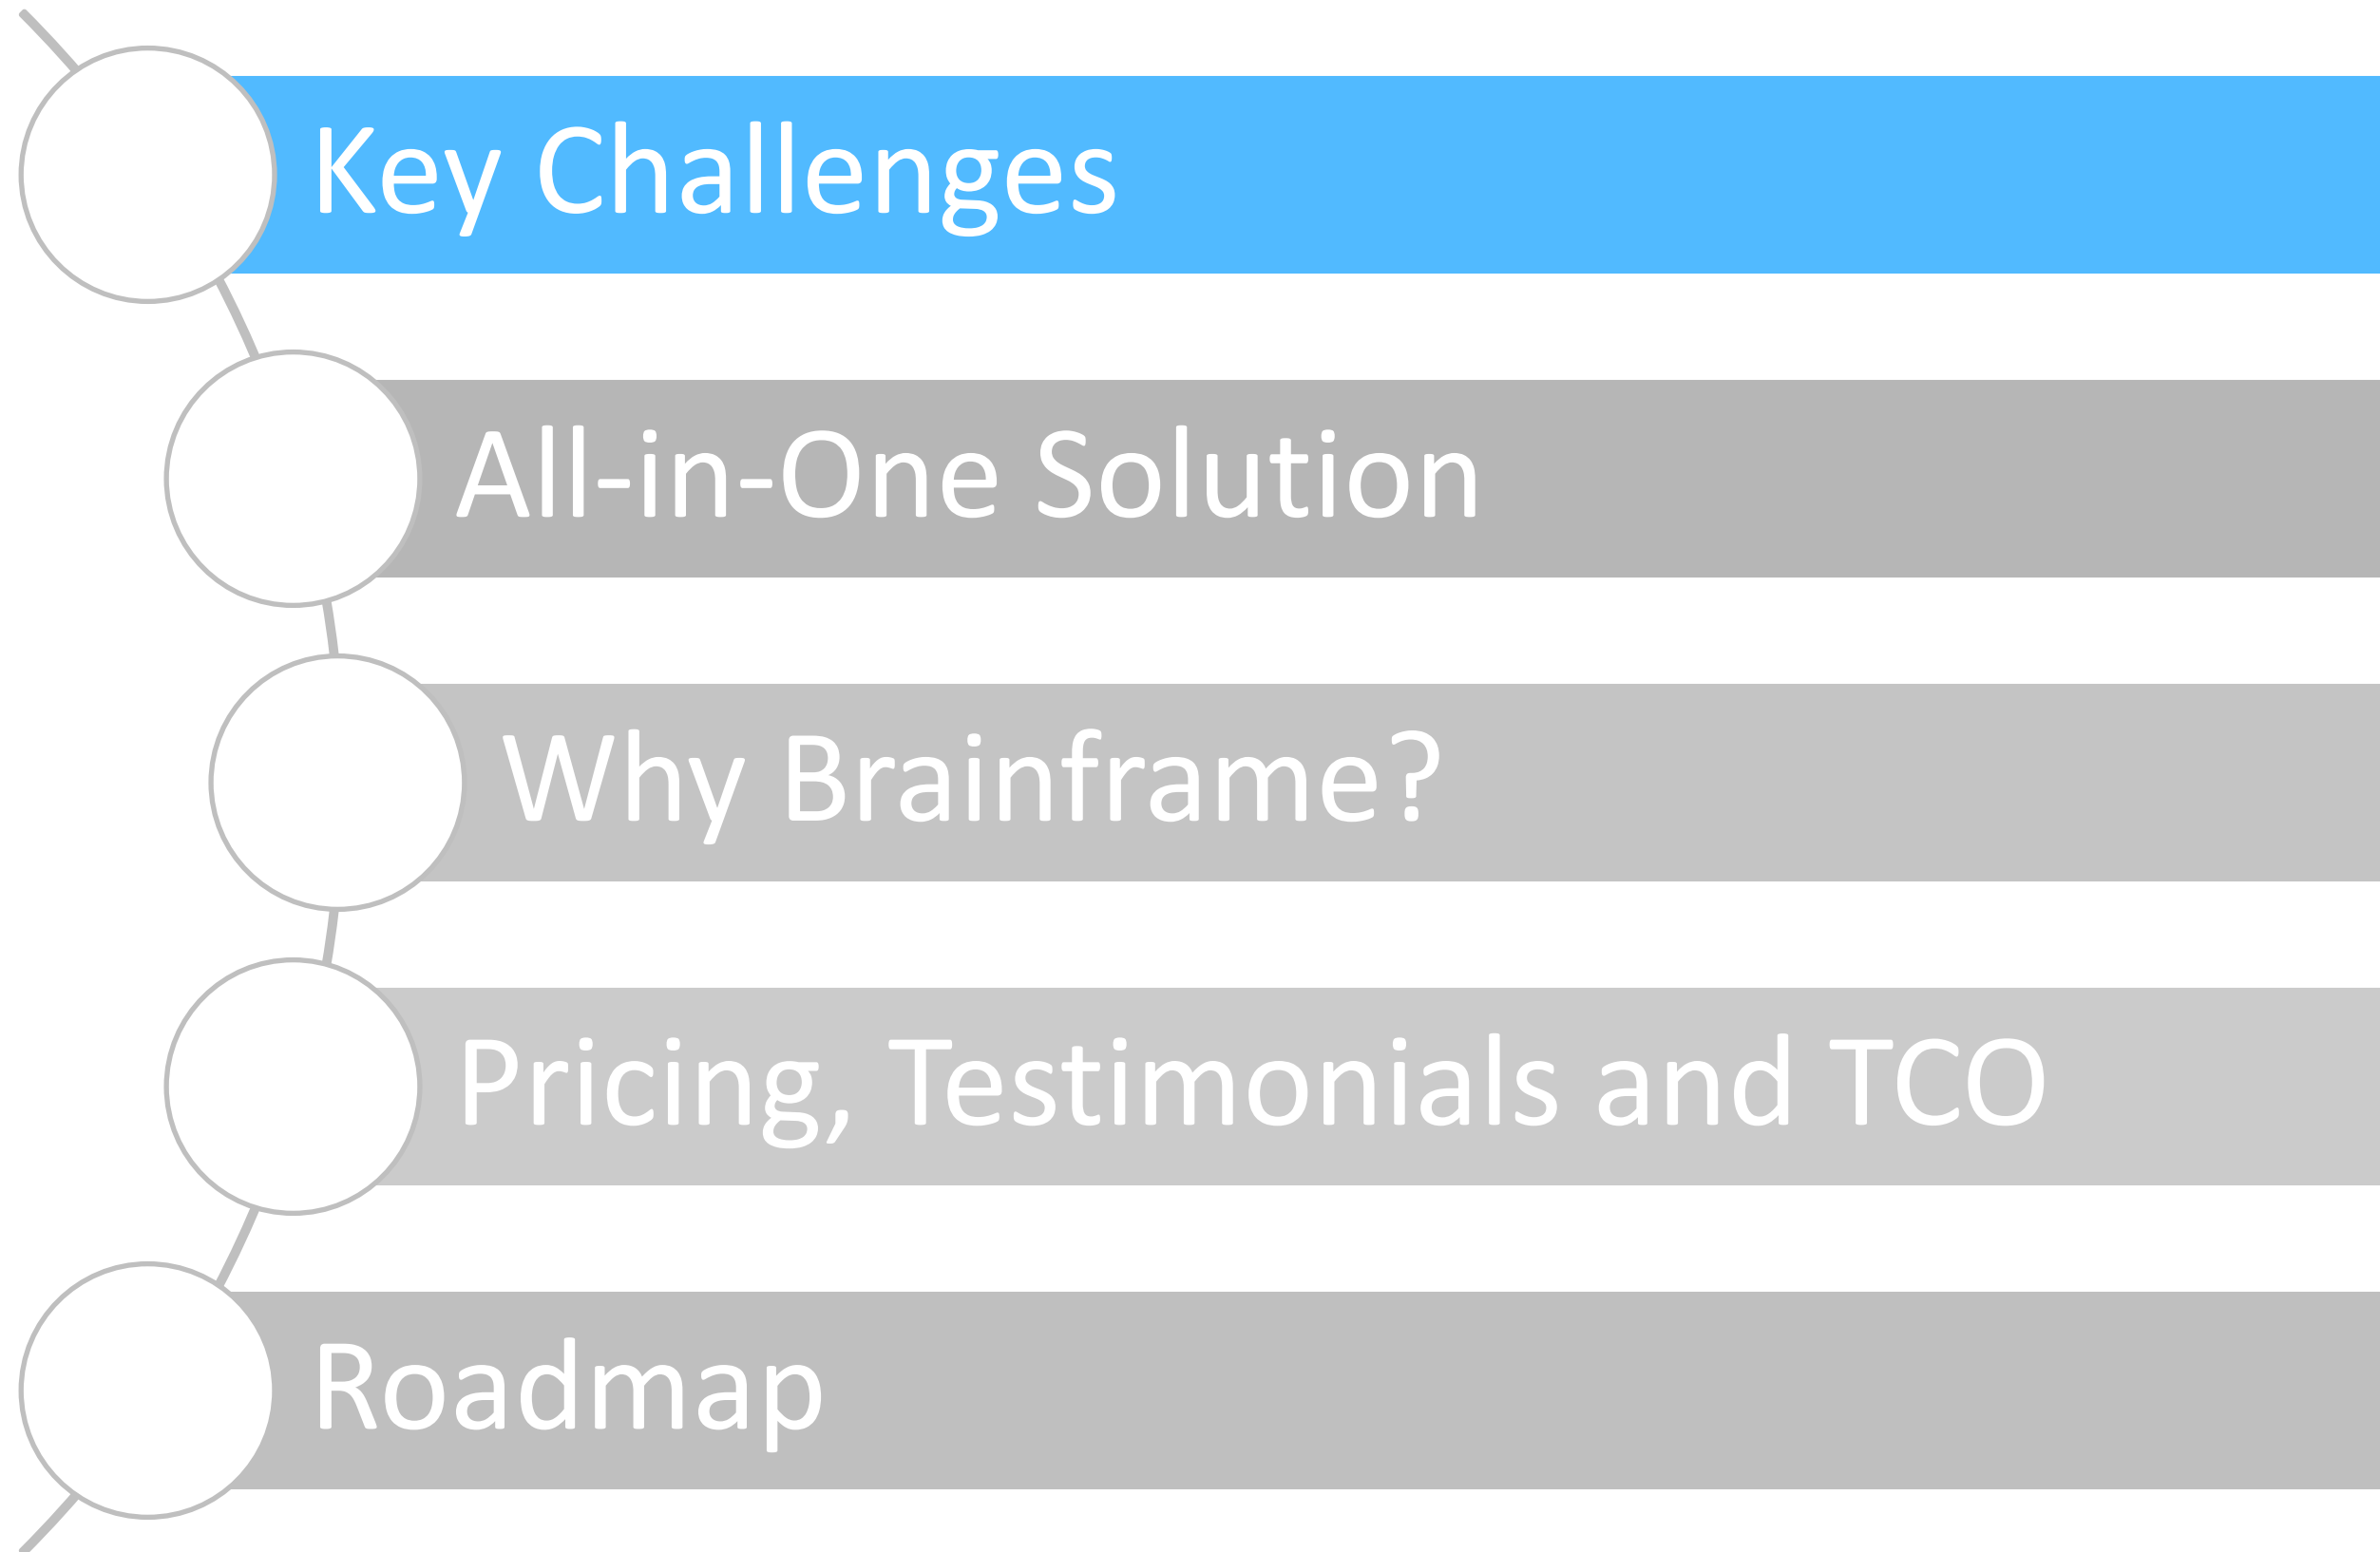 Key Challenges
All-in-One Solution
Why Brainframe?
Pricing, Testimonials and TCO
Roadmap